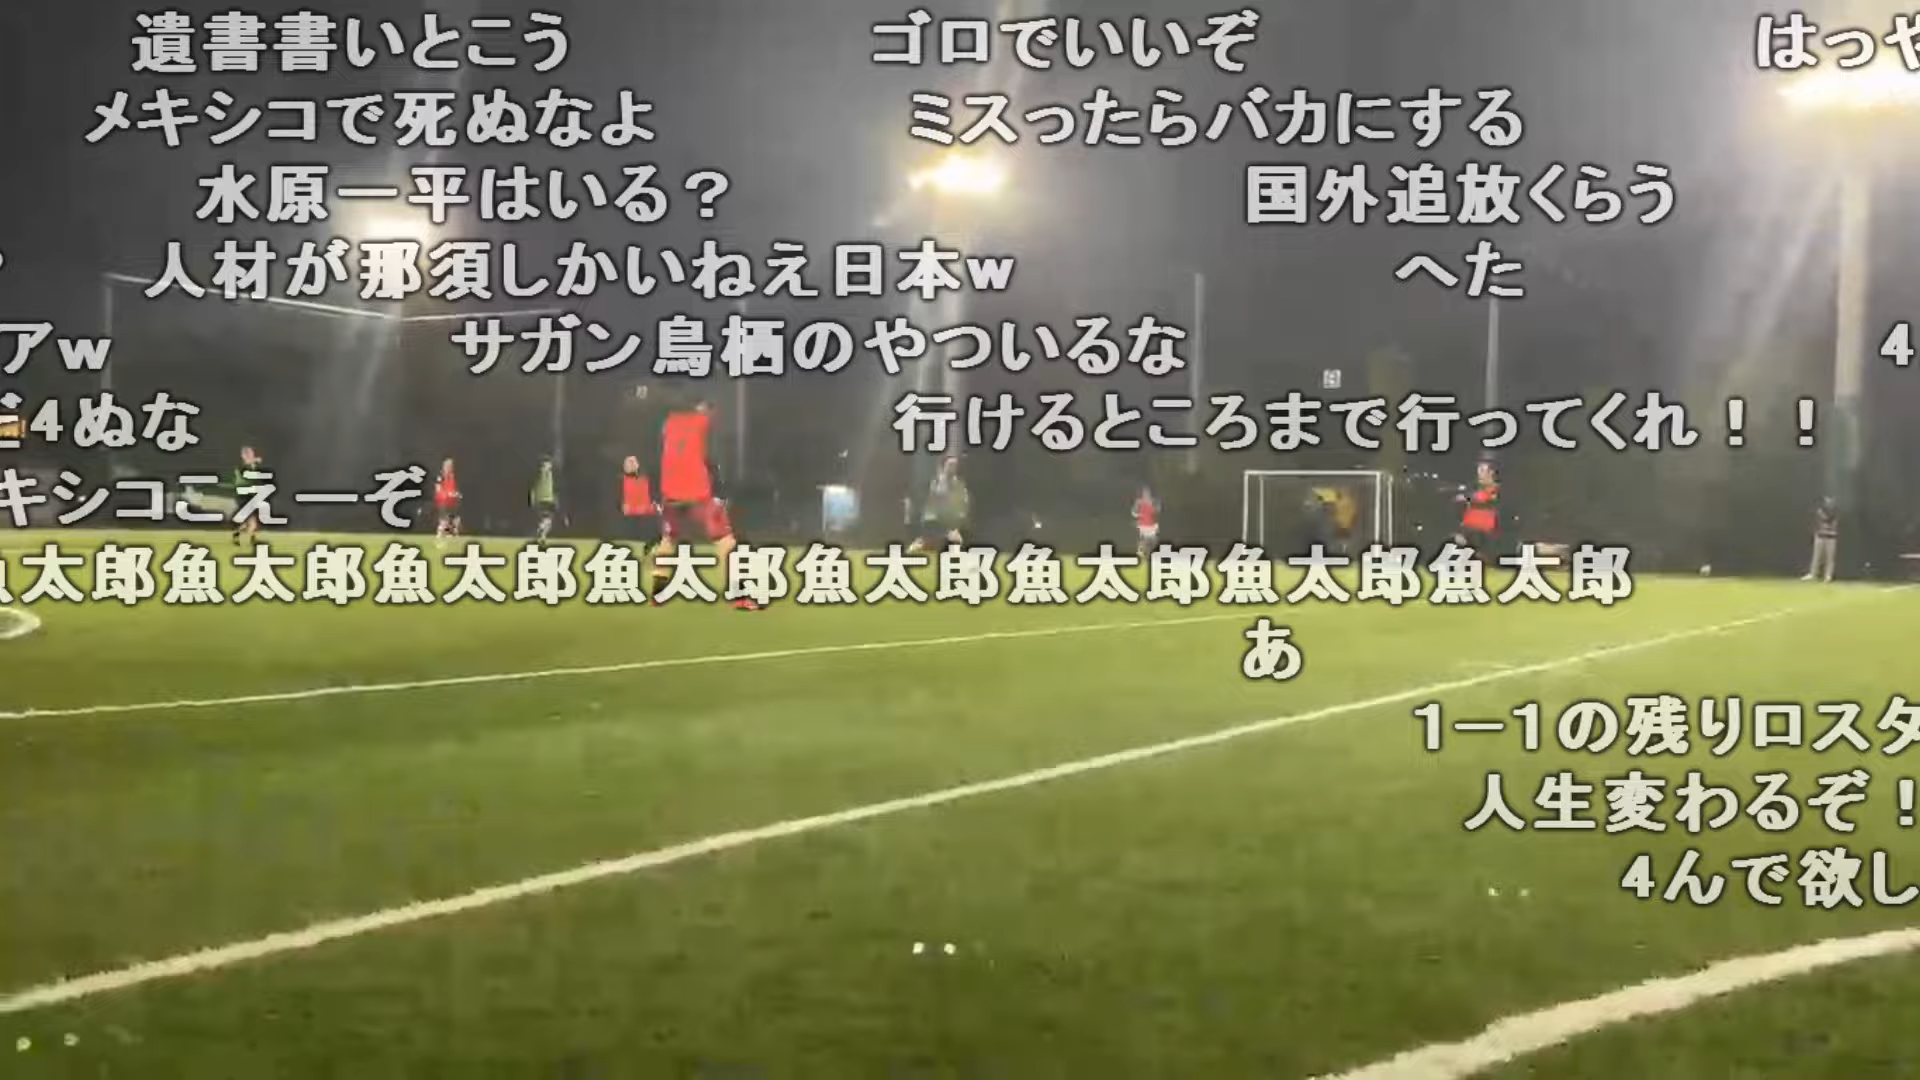 遺書書いとこう
ゴロでいいぞ
はっや
メキシコで死ぬなよ
ミスったらバカにする
水原一平はいる？
国外追放くらう
人材が那須しかいねえ日本w
へた
アw
サガン鳥栖のやついるな
4
ぞ4ぬな
行けるところまで行ってくれ！！
キシコこえーぞ
魚太郎魚太郎魚太郎魚太郎魚太郎魚太郎魚太郎魚太郎
あ
1ー1の残りロスタ
人生変わるぞ！
4んで欲し